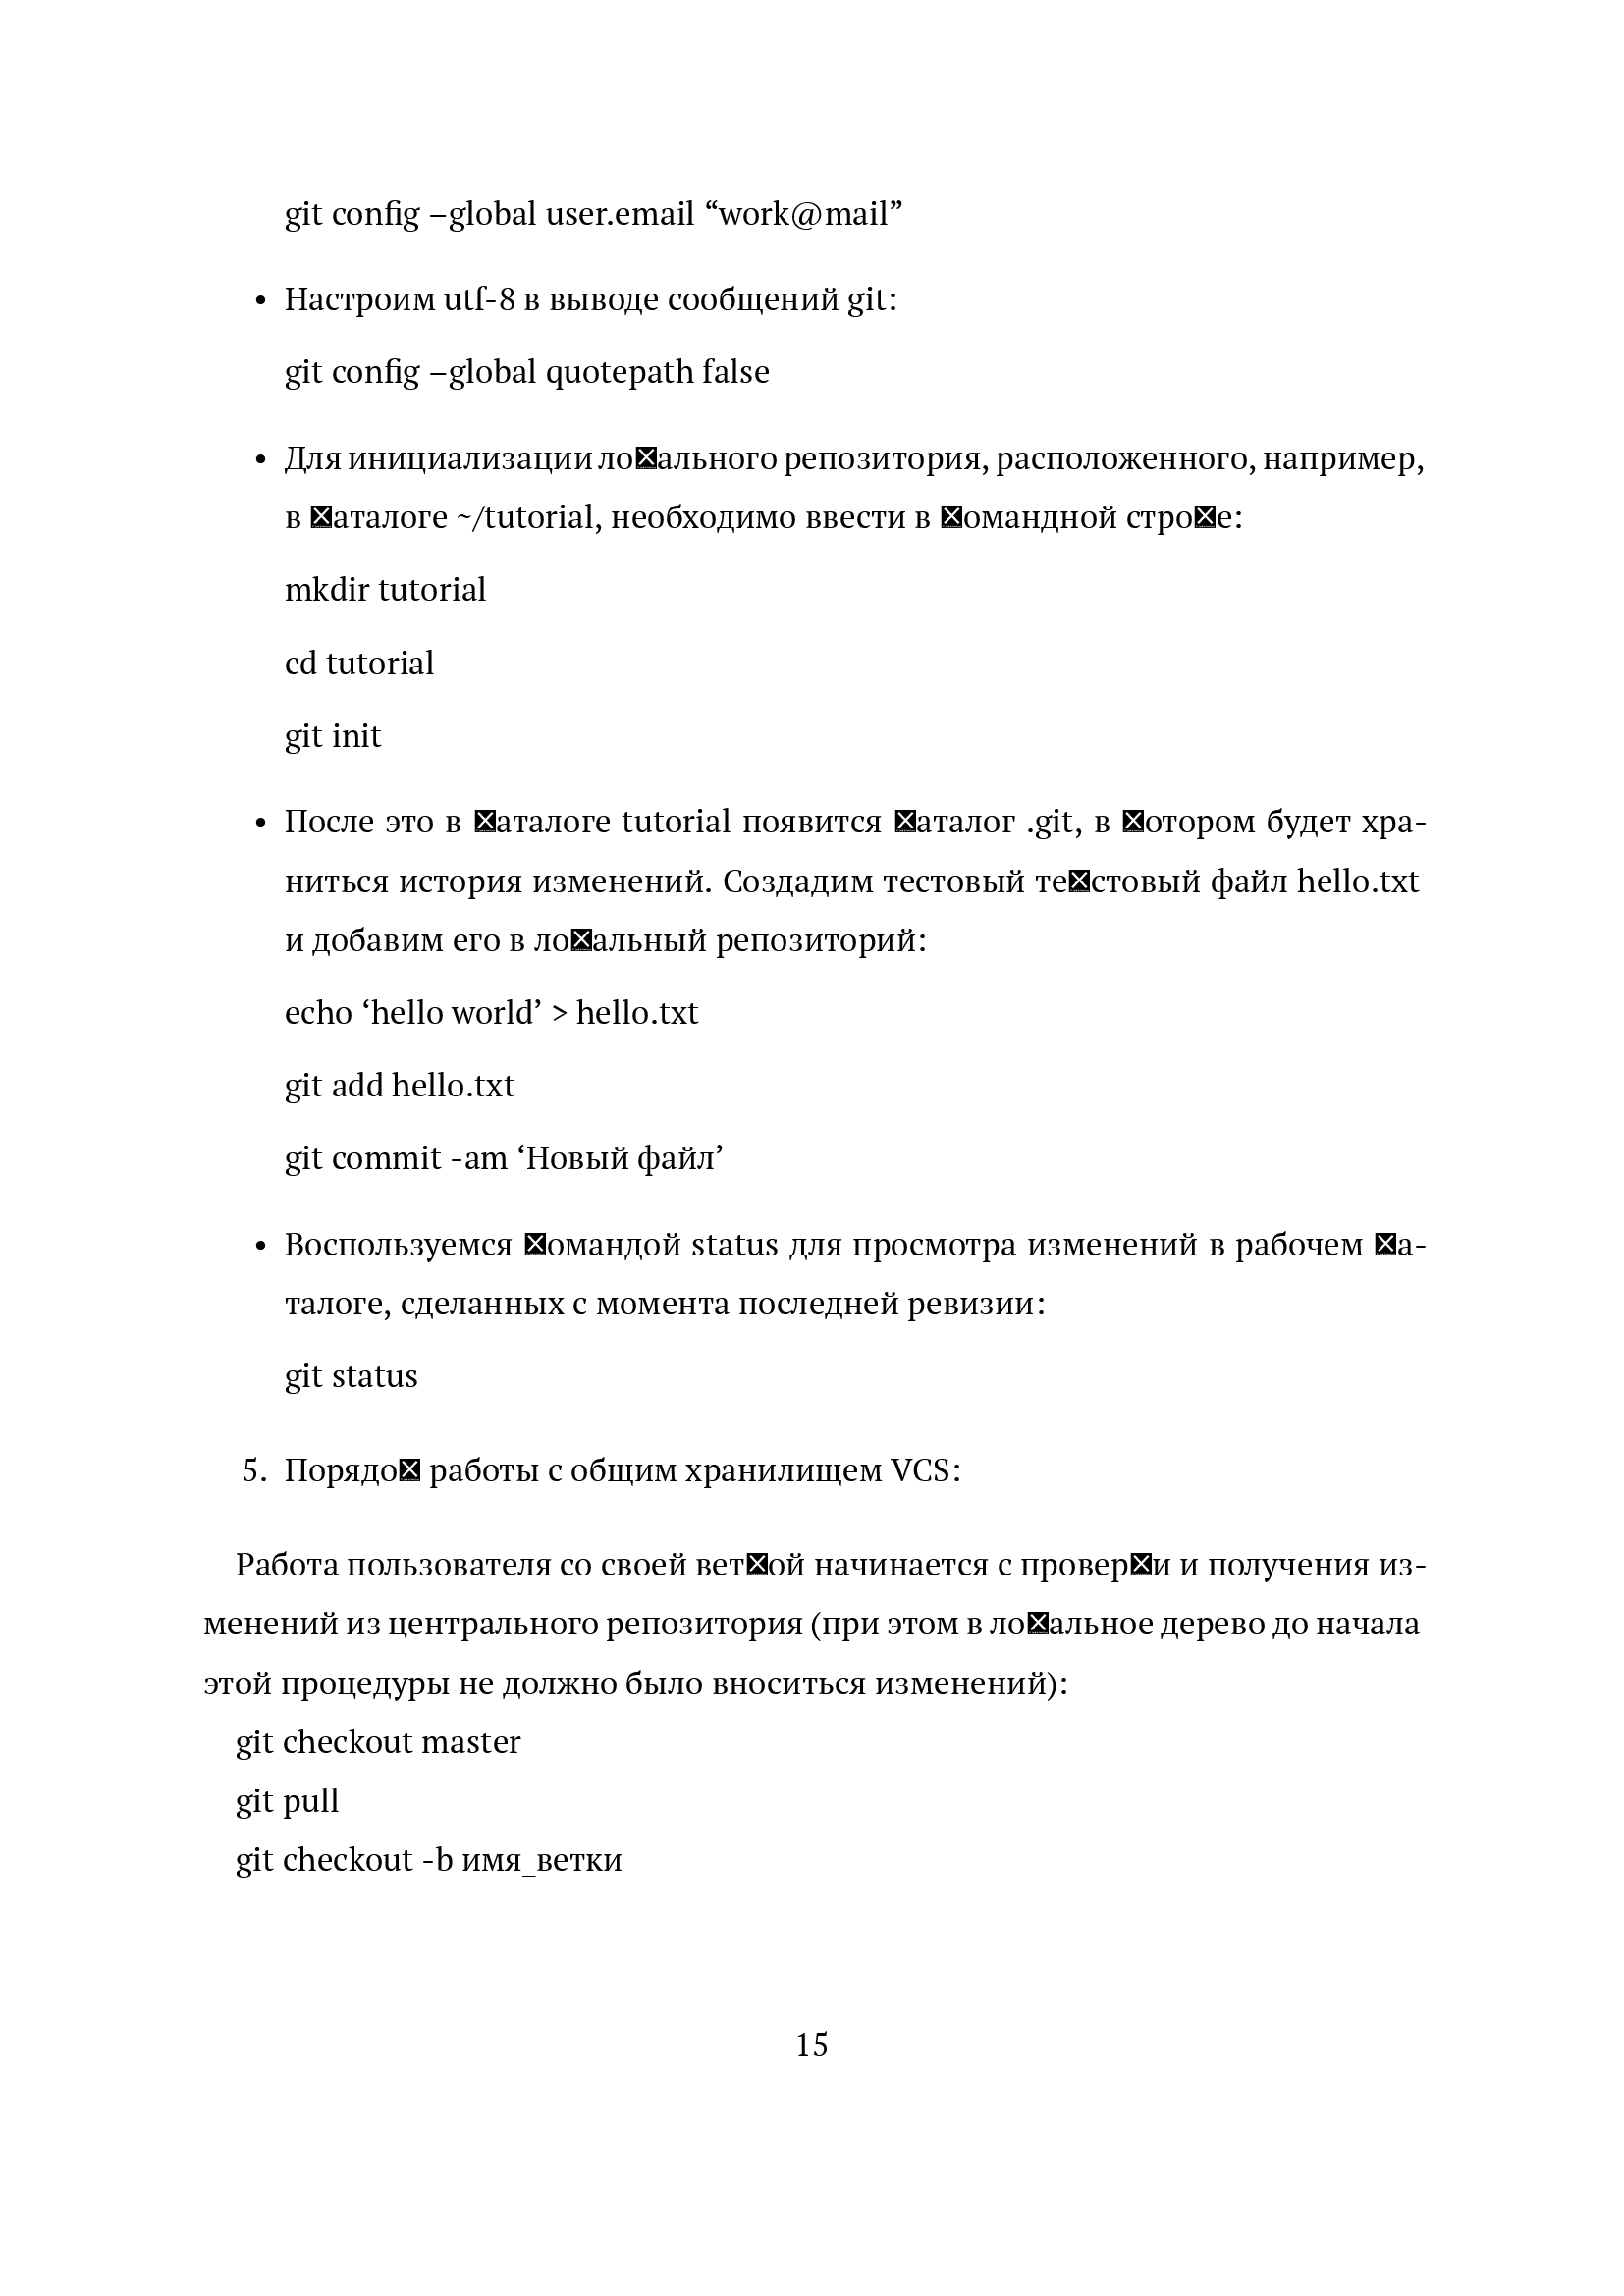 git config –global user.email “work@mail”
• Настроим utf-8 в выводе сообщений git:
git config –global quotepath false
• Для инициализации ло☒ального репозитория, расположенного, например,
в ☒аталоге ~/tutorial, необходимо ввести в ☒омандной стро☒е:
mkdir tutorial
cd tutorial
git init
• После это в ☒аталоге tutorial появится ☒аталог .git, в ☒отором будет хра-
ниться история изменений. Создадим тестовый те☒стовый файл hello.txt
и добавим его в ло☒альный репозиторий:
echo ‘hello world’ > hello.txt
git add hello.txt
git commit -am ‘Новый файл’
• Воспользуемся ☒омандой status для просмотра изменений в рабочем ☒а-
талоге, сделанных с момента последней ревизии:
git status
5. Порядо☒ работы с общим хранилищем VCS:
Работа пользователя со своей вет☒ой начинается с провер☒и и получения из-
менений из центрального репозитория (при этом в ло☒альное дерево до начала
этой процедуры не должно было вноситься изменений):
git checkout master
git pull
git checkout -b имя_ветки
15